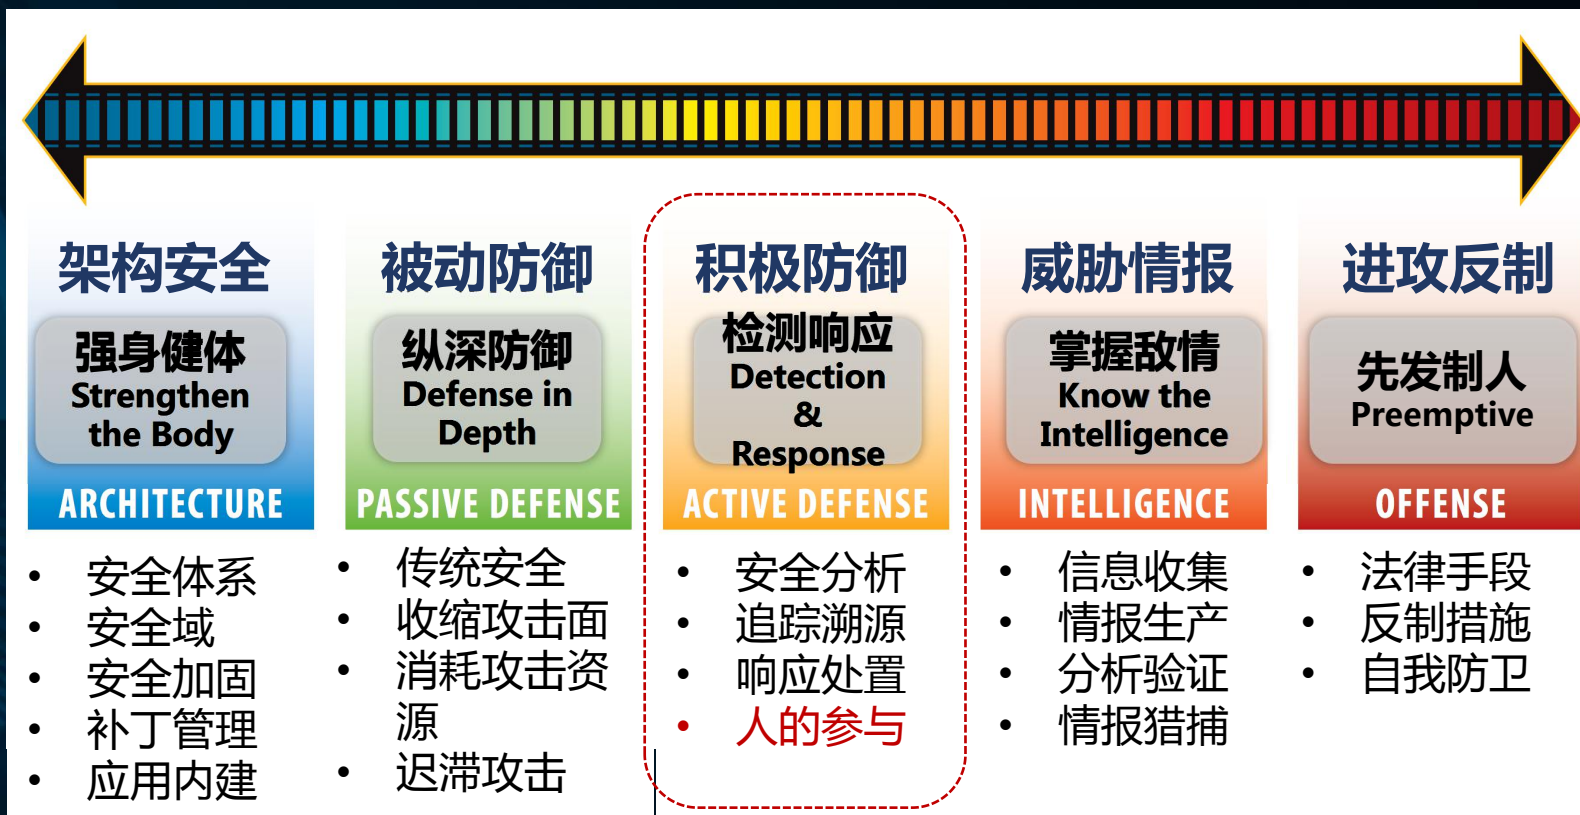 架构安全
强身健体
Strengthen
the Body
ARCHITECTURE
• 安全体系
• 安全域
• 安全加固
• 补丁管理
• 应用内建
被动防御
纵深防御
Defense in
Depth
PASSIVE DEFENSE
• 传统安全
• 收缩攻击面
• 消耗攻击资
源
• 迟滞攻击
积极防御
检测响应
Detection
&
Response
ACTIVE DEFENSE
• 安全分析
• 追踪溯源
• 响应处置
• 人的参与
威胁情报
掌握敌情
Know the
Intelligence
INTELLIGENCE
• 信息收集
• 情报生产
• 分析验证
• 情报猎捕
进攻反制
先发制人
Preemptive
OFFENSE
• 法律手段
• 反制措施
• 自我防卫